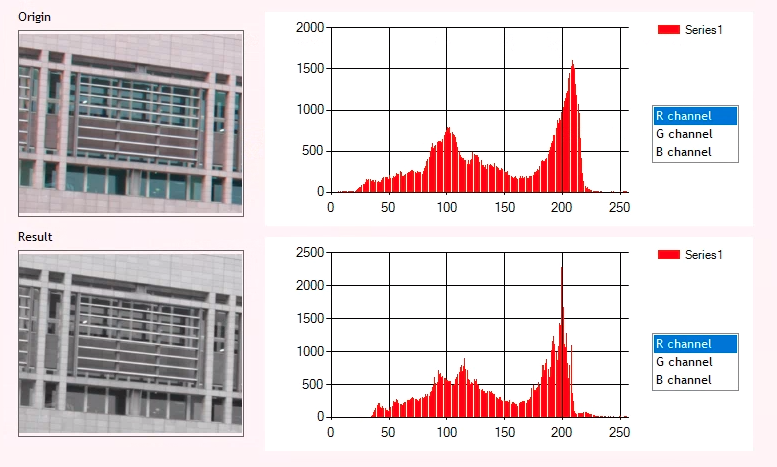 Origin
2000
1500
1000
500
0
0 50 100 150 200 250
Series1
R channel
G channel
B channel
Result
2500
2000
1500
1000
500
0
0 50 100 150 200 250
Series1
R channel
G channel
B channel